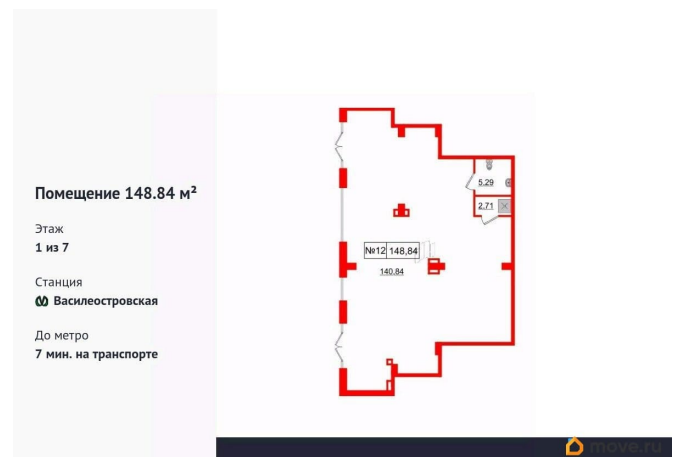 Помещение 148.84 м²
Этаж
1 из 7
Станция
Василеостровская
До метро
7 мин. на транспорте
5.29
2.71
№12 148,84
140.84
move.ru